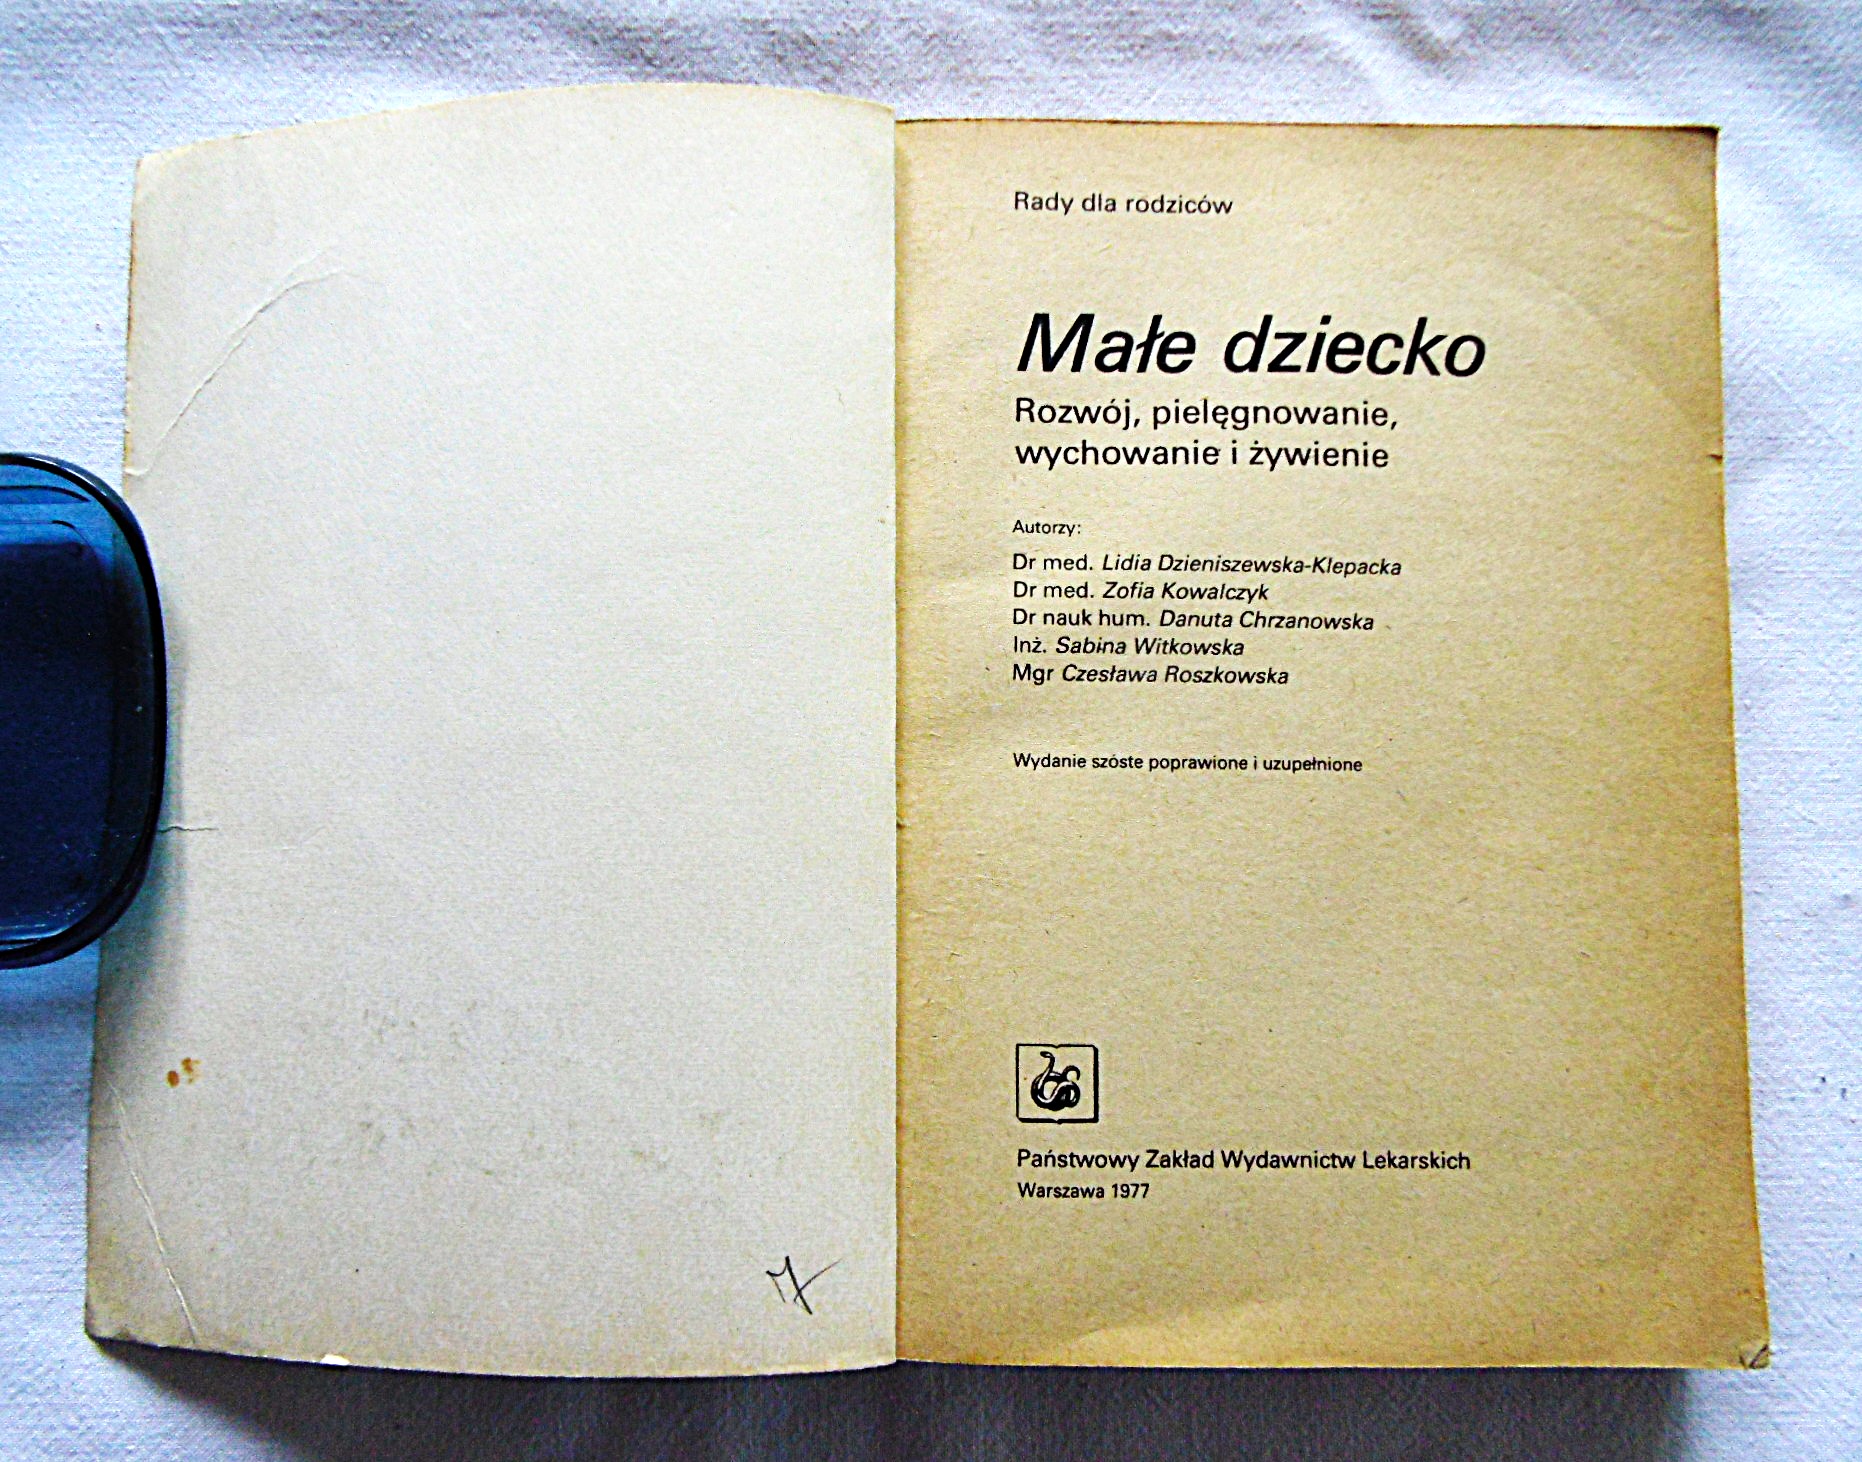 7
Rady dla rodziców
Małe dziecko
Rozwój, pielęgnowanie,
wychowanie i żywienie
Autorzy:
Dr med. Lidia Dzieniszewska-Klepacka
Dr med. Zofia Kowalczyk
Dr nauk hum. Danuta Chrzanowska
Inż. Sabina Witkowska
Mgr Czesława Roszkowska
Wydanie szóste poprawione i uzupełnione
Państwowy Zakład Wydawnictw Lekarskich
Warszawa 1977